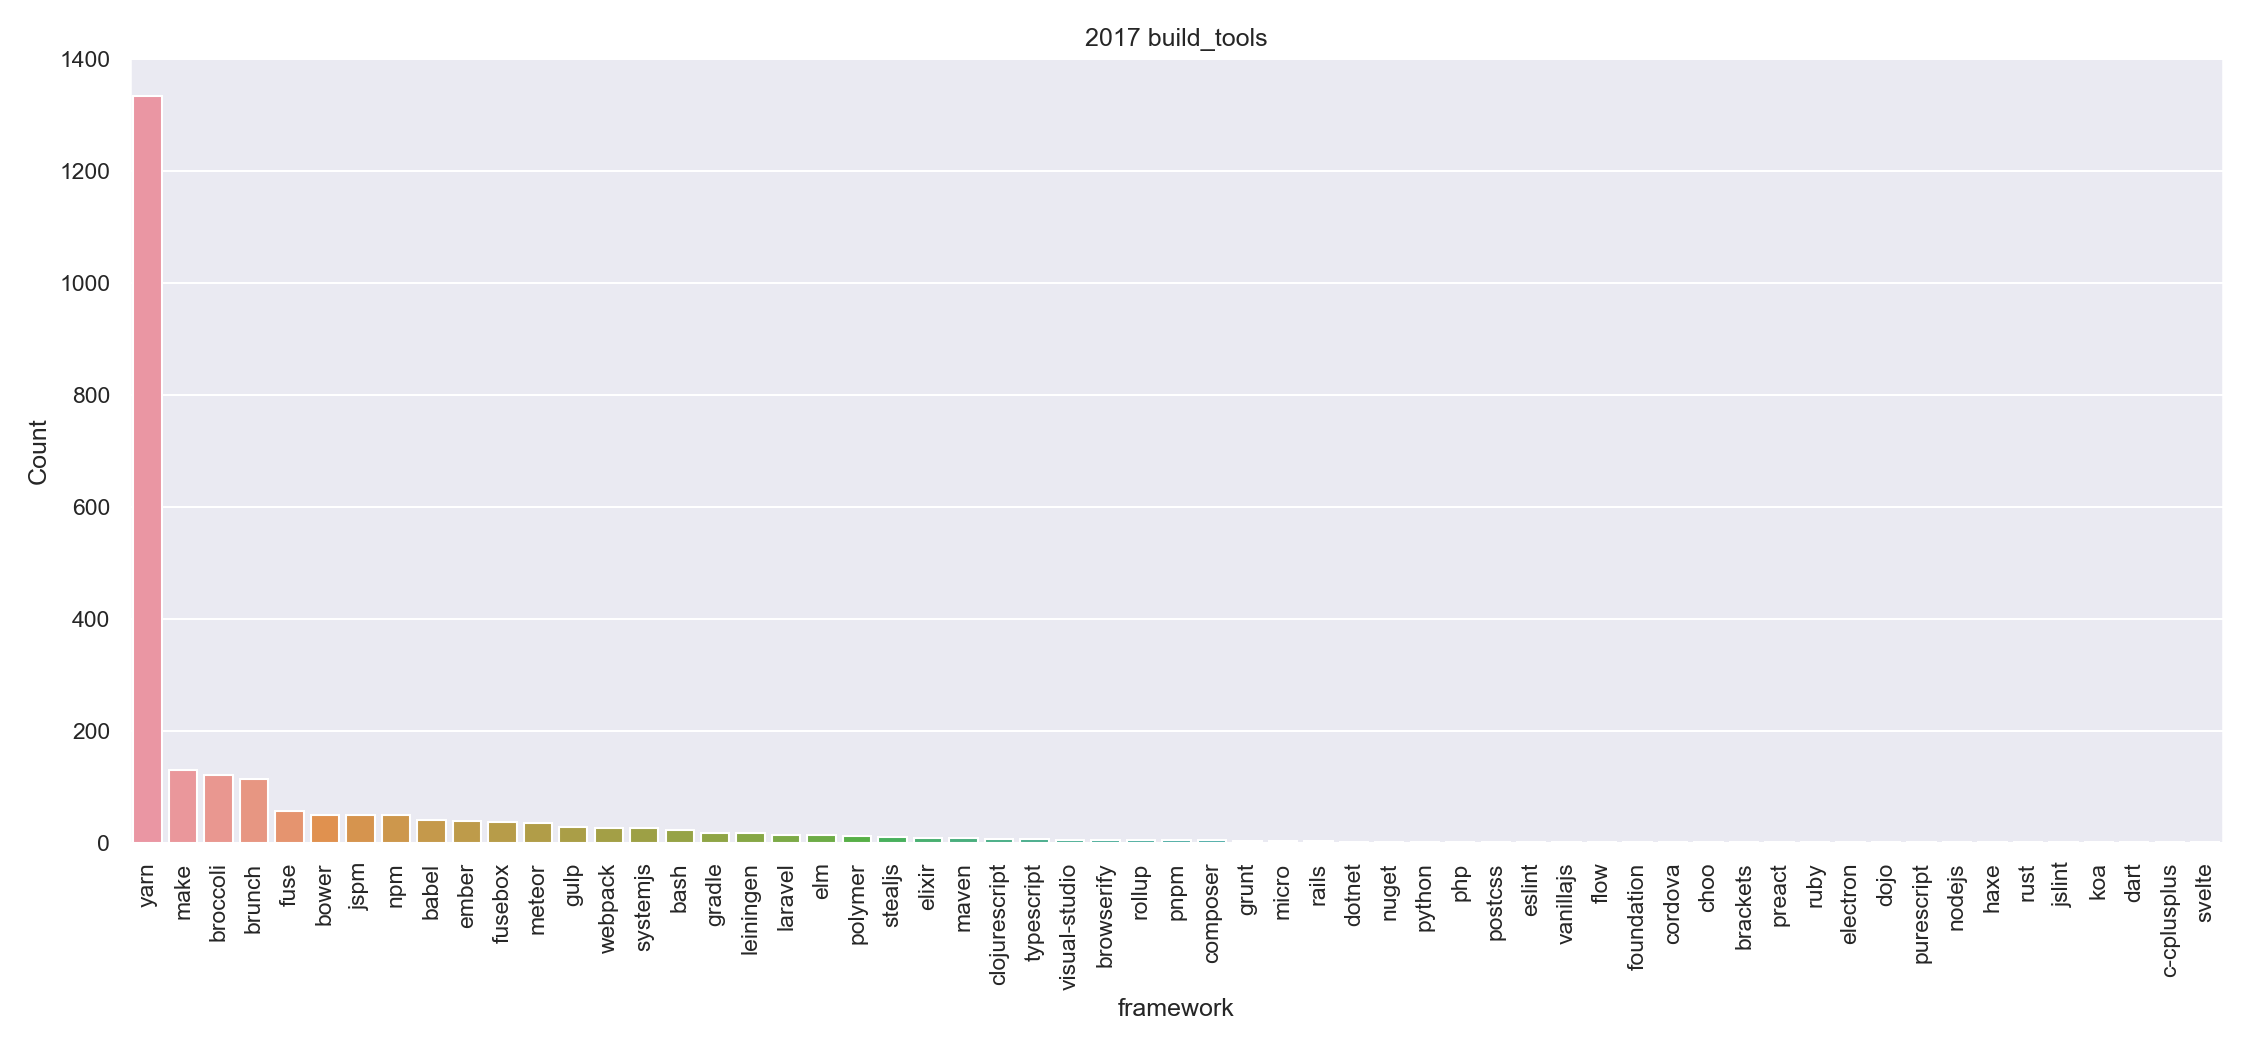 2017 build_tools
1400
1200
1000
800
600
400
200
0
Count
yarn
make
broccoli
brunch
fuse
bower
jspm
npm
babel
ember
fusebox
meteor
gulp
webpack
systemjs
bash
gradle
leiningen
laravel
elm
polymer
stealjs
elixir
maven
clojurescript
typescript
visual-studio
browserify
rollup
pnpm
composer
grunt
micro
rails
dotnet
nuget
python
php
postcss
eslint
vanillajs
flow
foundation
cordova
choo
brackets
preact
ruby
electron
dojo
purescript
nodejs
haxe
rust
jslint
koa
dart
c-cplusplus
svelte
framework